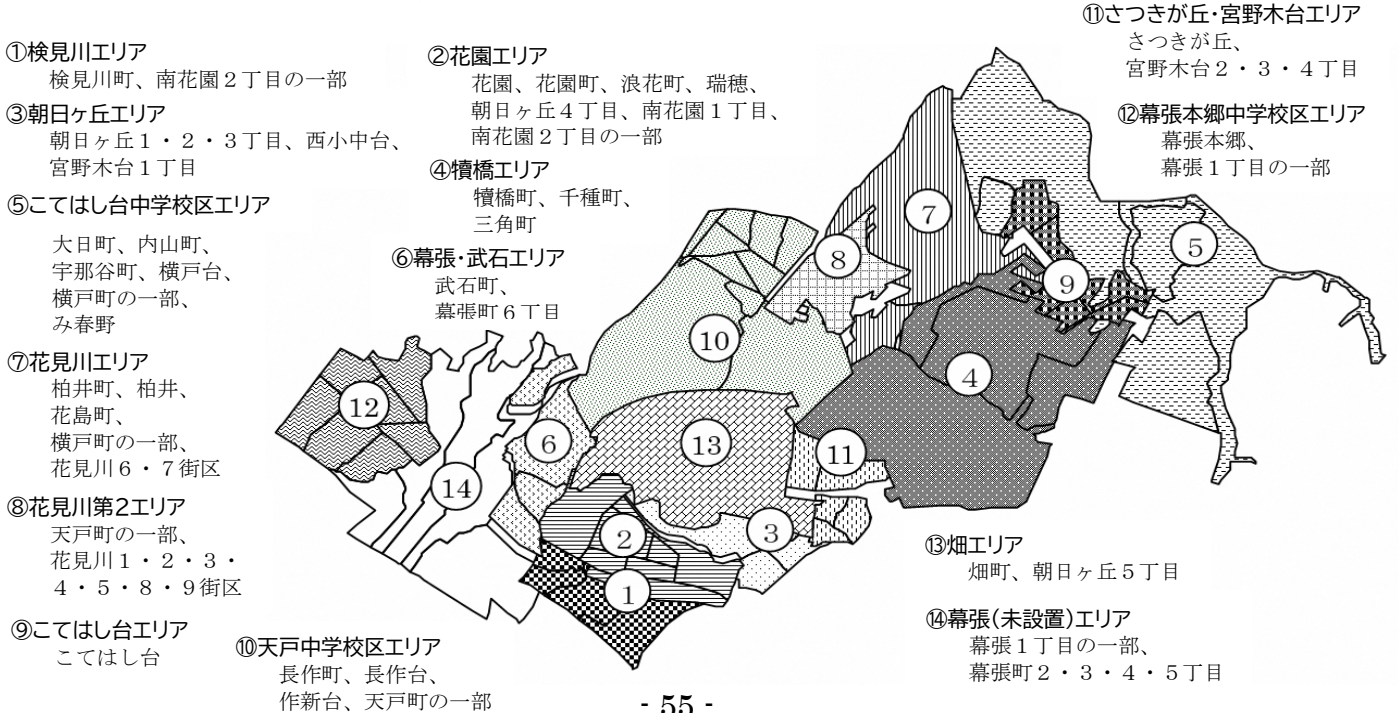 ①検見川エリア
検見川町、南花園２丁目の一部
②花園エリア
花園、花園町、浪花町、瑞穂、
朝日ヶ丘４丁目、南花園１丁目、
南花園２丁目の一部
③朝日ヶ丘エリア
朝日ヶ丘１・２・３丁目、西小中台、
宮野木台１丁目
④犢橋エリア
犢橋町、千種町、
三角町
⑤こてはし台中学校区エリア
大日町、内山町、
宇那谷町、横戸台、
横戸町の一部、
み春野
⑥幕張・武石エリア
武石町、
幕張町６丁目
⑦花見川エリア
柏井町、柏井、
花島町、
横戸町の一部、
花見川６・７街区
⑧花見川第２エリア
天戸町の一部、
花見川１・２・３・
４・５・８・９街区
⑨こてはし台エリア
こてはし台
⑩天戸中学校区エリア
長作町、長作台、
作新台、天戸町の一部
⑪さつきが丘・宮野木台エリア
さつきが丘、
宮野木台２・３・４丁目
⑫幕張本郷中学校区エリア
幕張本郷、
幕張１丁目の一部
⑬畑エリア
畑町、朝日ヶ丘５丁目
⑭幕張(未設置)エリア
幕張１丁目の一部、
幕張町２・３・４・５丁目
7
5
8
9
10
4
12
6
13
11
14
2
3
1
- 55 -